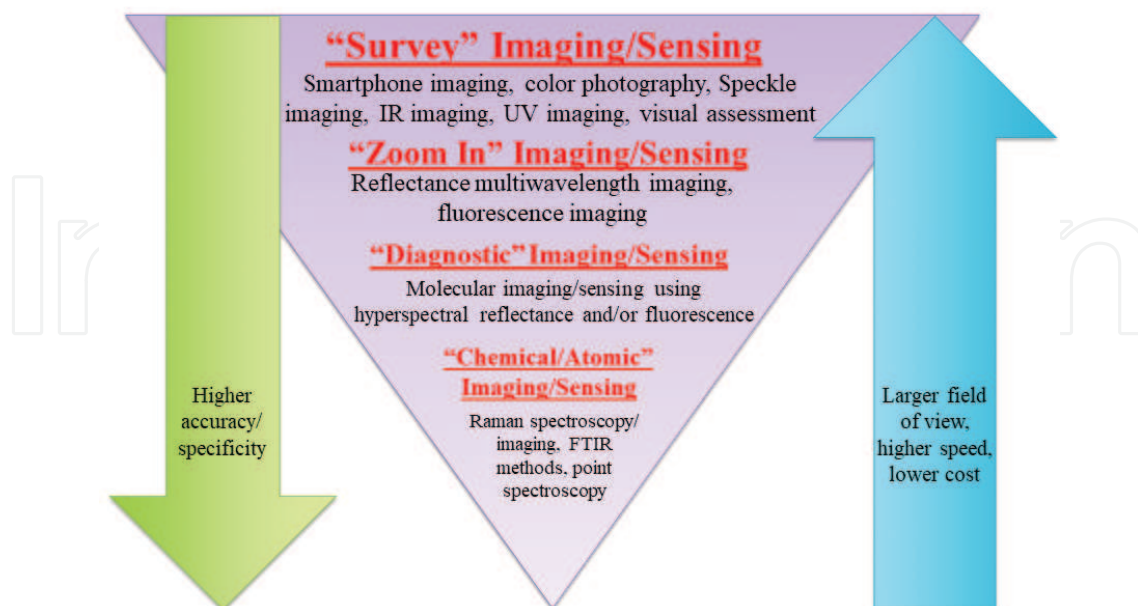 “Survey” Imaging/Sensing
Smartphone imaging, color photography, Speckle
imaging, IR imaging, UV imaging, visual assessment
“Zoom In” Imaging/Sensing
Reflectance multiwavelength imaging,
fluorescence imaging
“Diagnostic” Imaging/Sensing
Molecular imaging/sensing using
hyperspectral reflectance and/or fluorescence
“Chemical/Atomic”
Imaging/Sensing
Raman spectroscopy/
imaging, FTIR
methods, point
spectroscopy
Higher
accuracy/
specificity
Larger field
of view,
higher speed,
lower cost